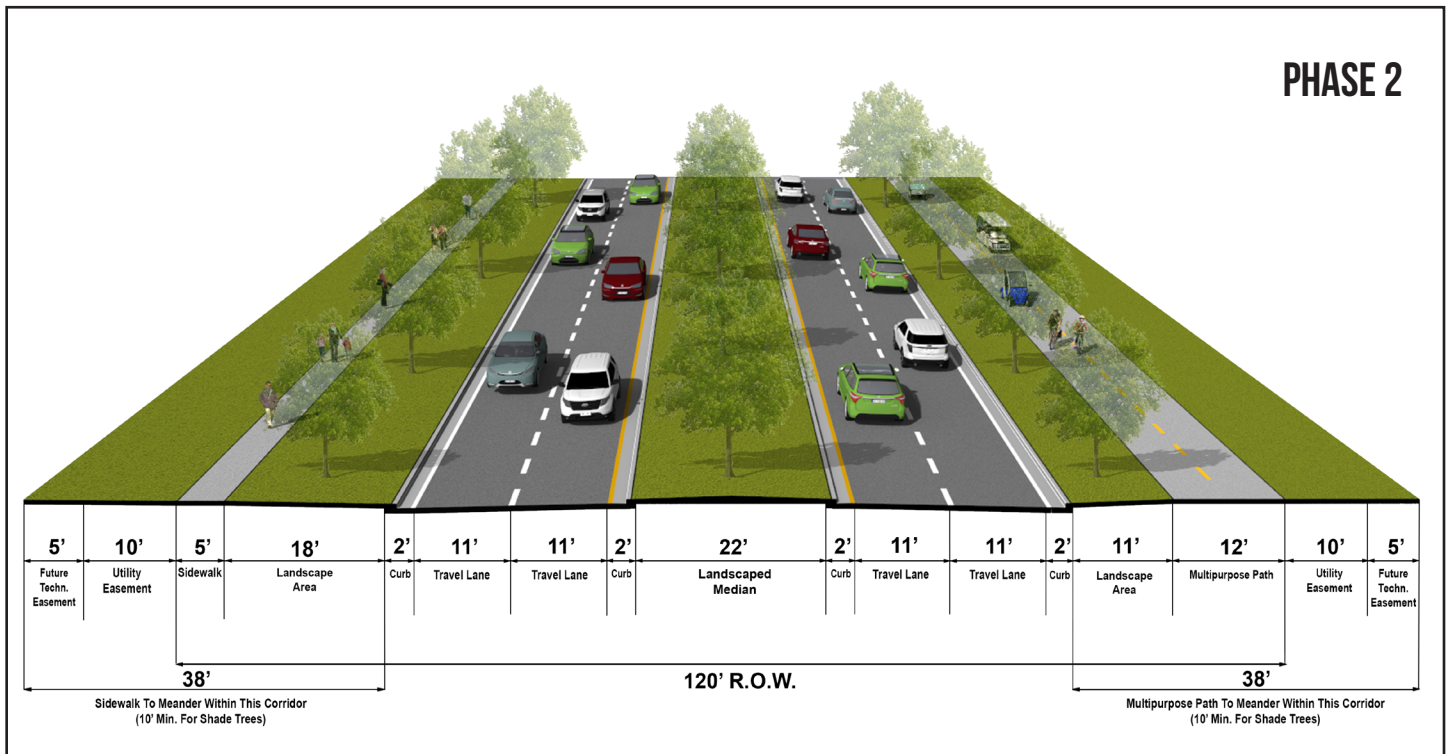 PHASE 2
5' 10' 5' 18' 2' 11' 11' 2' 22' 2' 11' 11' 2' 11' 12' 10' 5'
Future
Techn.
Easement
Utility
Easement
Sidewalk
Landscape
Area
Curb
Travel Lane
Travel Lane
Curb
Landscaped
Median
Curb
Travel Lane
Travel Lane
Curb
Landscape
Area
Multipurpose Path
Utility
Easement
Future
Techn.
Easement
38'
Sidewalk To Meander Within This Corridor
(10' Min. For Shade Trees)
120' R.O.W.
38'
Multipurpose Path To Meander Within This Corridor
(10' Min. For Shade Trees)